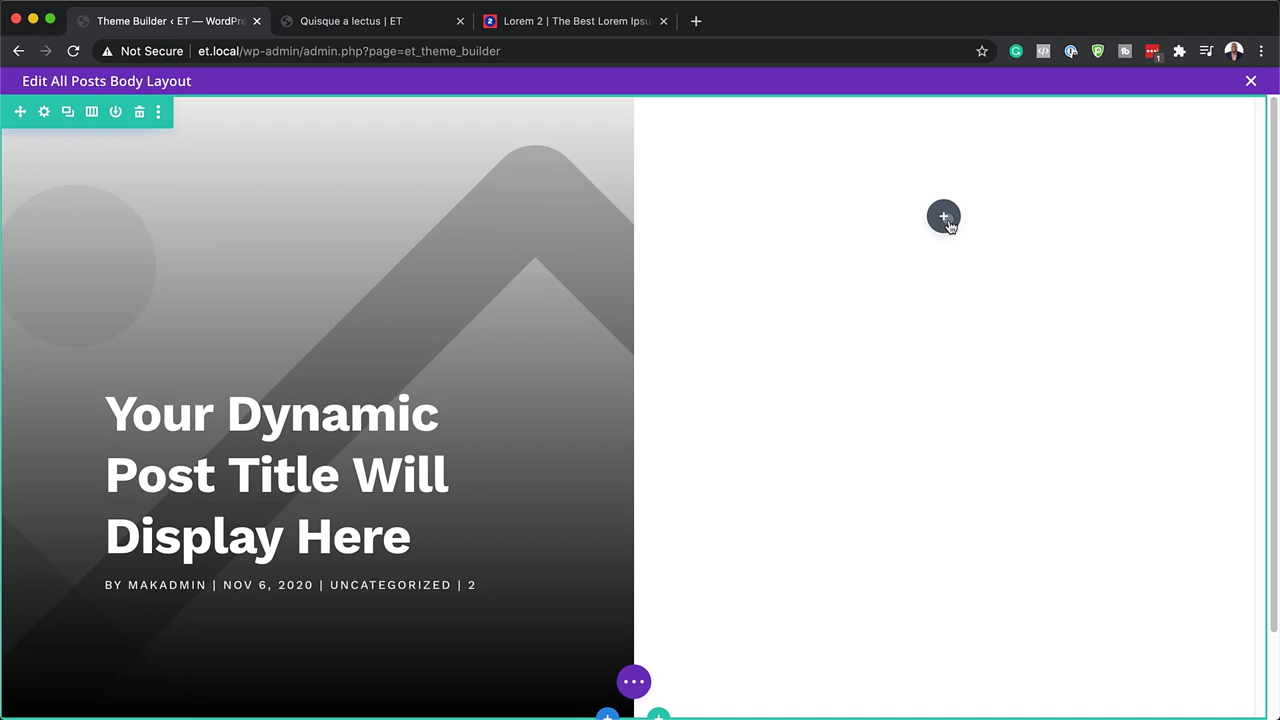 Theme Builder ‹ ET — WordPre
Quisque a lectus | ET
Lorem 2 | The Best Lorem Ipsu
Not Secure
et.local/wp-admin/admin.php?page=et_theme_builder
1
Edit All Posts Body Layout
Your Dynamic
Post Title Will
Display Here
BY MAKADMIN | NOV 6, 2020 | UNCATEGORIZED | 2